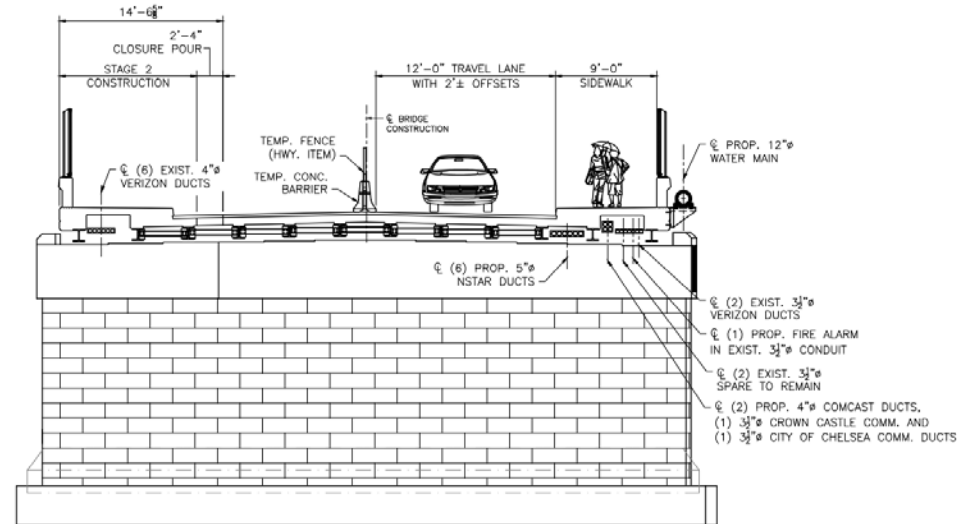 14'-6⅝"
2'-4"
CLOSURE POUR
STAGE 2
CONSTRUCTION
12'-0" TRAVEL LANE
WITH 2'± OFFSETS
9'-0"
SIDEWALK
℄ BRIDGE
CONSTRUCTION
TEMP. FENCE
(HWY. ITEM)
TEMP. CONC.
BARRIER
℄ PROP. 12"ø
WATER MAIN
℄ (6) EXIST. 4"ø
VERIZON DUCTS
℄ (6) PROP. 5"ø
NSTAR DUCTS
℄ (2) EXIST. 3½"ø
VERIZON DUCTS
℄ (1) PROP. FIRE ALARM
IN EXIST. 3½"ø CONDUIT
℄ (2) EXIST. 3½"ø
SPARE TO REMAIN
℄ (2) PROP. 4"ø COMCAST DUCTS,
(1) 3½"ø CROWN CASTLE COMM. AND
(1) 3½"ø CITY OF CHELSEA COMM. DUCTS